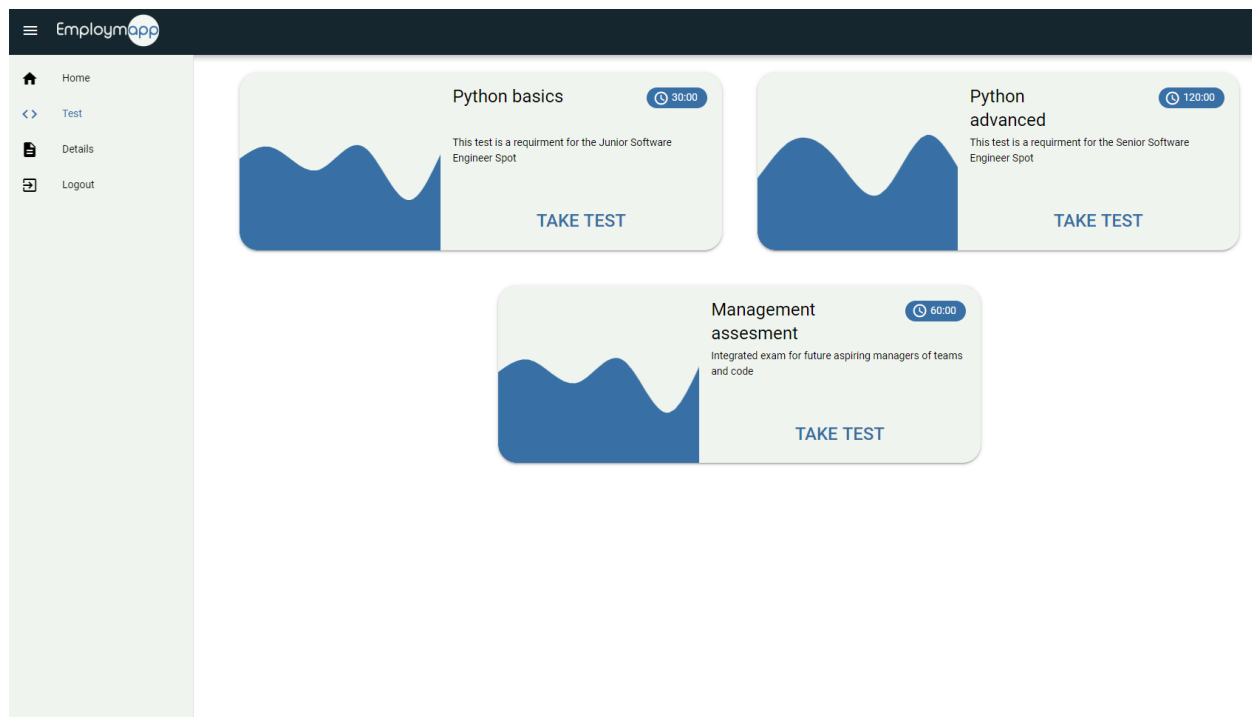 Employmapp
Home
Test
Details
Logout
Python basics
30:00
This test is a requirment for the Junior Software
Engineer Spot
TAKE TEST
Python
advanced
120:00
This test is a requirment for the Senior Software
Engineer Spot
TAKE TEST
Management
assesment
60:00
Integrated exam for future aspiring managers of teams
and code
TAKE TEST